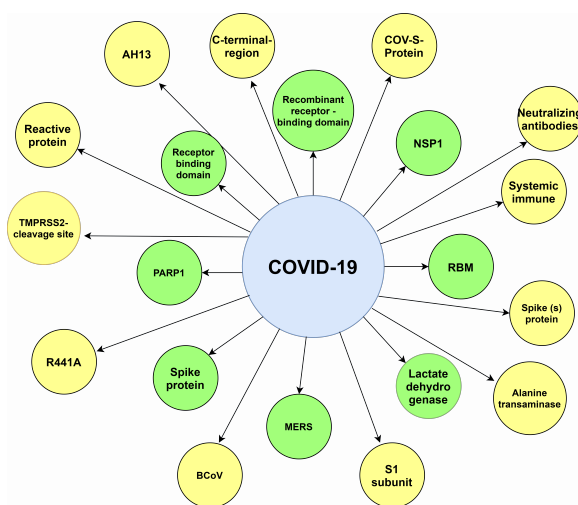 C-terminal-
region
COV-S-
Protein
AH13
Recombinant
receptor -
binding domain
Neutralizing
antibodies
Reactive
protein
NSP1
Receptor
binding
domain
Systemic
immune
TMPRSS2-
cleavage site
COVID-19
PARP1
RBM
Spike (s)
protein
R441A
Spike
protein
Lactate
dehydro
genase
Alanine
transaminase
MERS
BCoV
S1
subunit